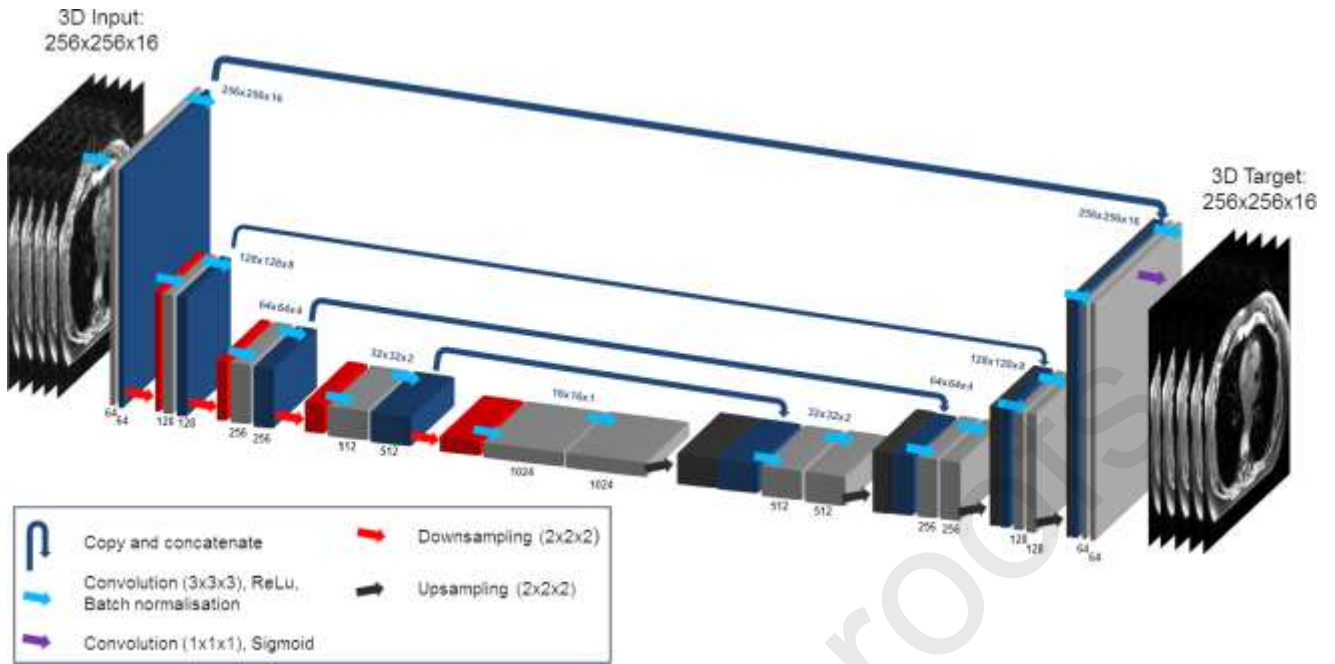 3D Input:
256x256x16
256x256x16
128x128x8
64x64x4
32x32x2
16x16x1
32x32x2
64x64x4
128x128x8
256x256x16
3D Target:
256x256x16
64
64
128 128
256 256
512 512
1024 1024
512 512
256 256
128
128
64
64
Copy and concatenate
Convolution (3x3x3), ReLu,
Batch normalisation
Convolution (1x1x1), Sigmoid
Downsampling (2x2x2)
Upsampling (2x2x2)